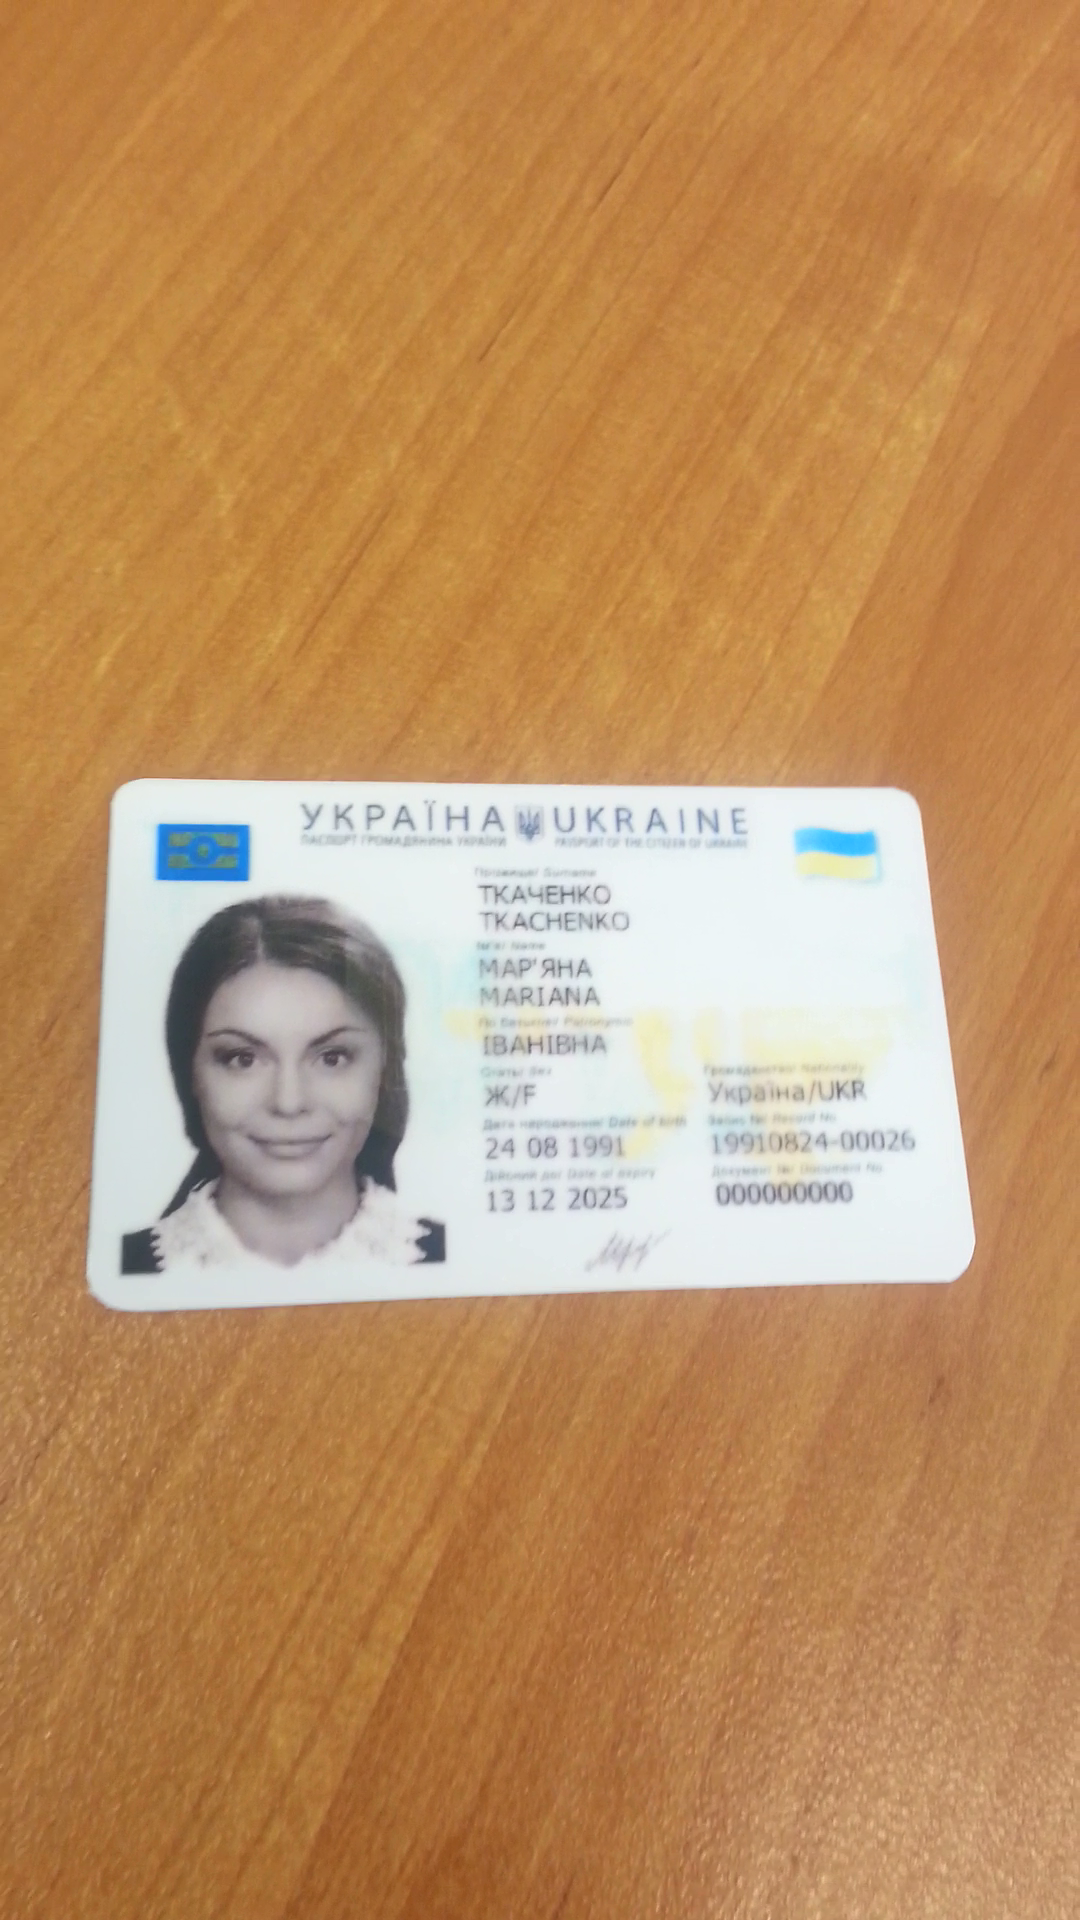 УКРАЇНА UKRAINE
ПАСПОРТ ГРОМАДЯНИНА УКРАЇНИ PASSPORT OF THE CITIZEN OF UKRAINE
Прізвище/ Surname
ТКАЧЕНКО
TKACHENKO
Ім'я/ Name
МАР'ЯНА
MARIANA
По батькові/ Patronymic
ІВАНІВНА
Стать/ Sex Громадянство/ Nationality
Ж/F Україна/UKR
Дата народження/ Date of birth Запис №/ Record No.
24 08 1991 19910824-00026
Дійсний до/ Date of expiry Документ №/ Document No.
13 12 2025 000000000